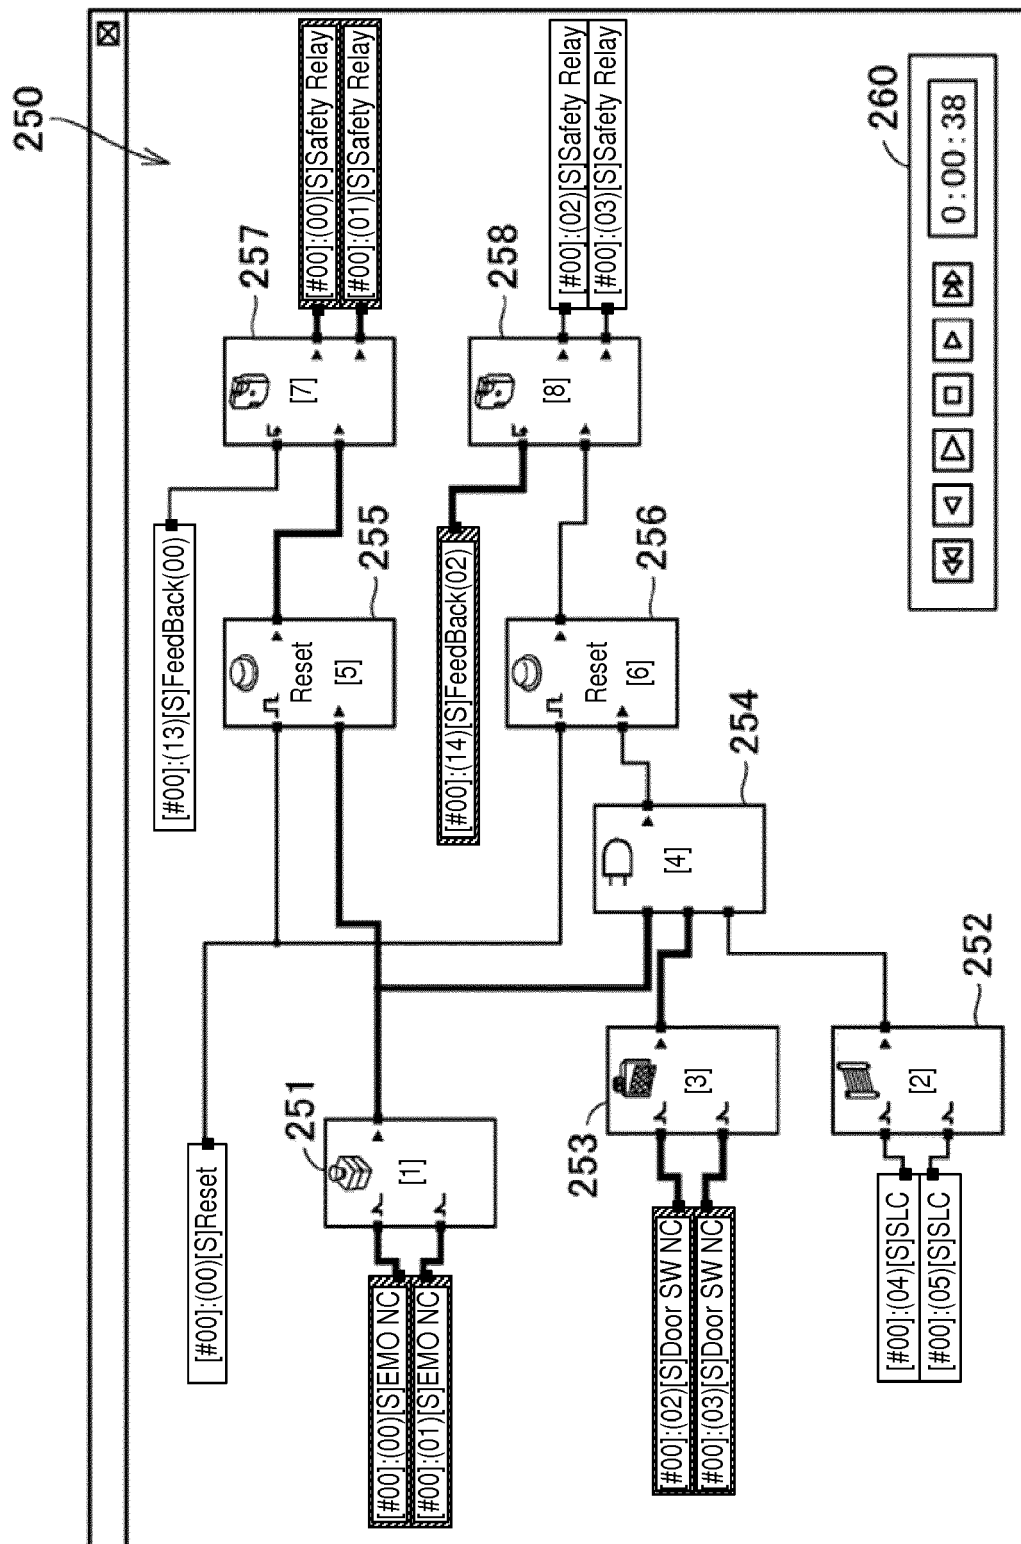 250
[#00]:(00)[S]Reset
[#00]:(13)[S]FeedBack(00)
257
[#00]:(00)[S]Safety Relay
[#00]:(01)[S]Safety Relay
251
[#00]:(00)[S]EMO NC
[#00]:(01)[S]EMO NC
[1]
Reset
[5]
255
[7]
[#00]:(14)[S]FeedBack(02)
258
[#00]:(02)[S]Safety Relay
[#00]:(03)[S]Safety Relay
Reset
[6]
256
[8]
253
[#00]:(02)[S]Door SW NC
[#00]:(03)[S]Door SW NC
[3]
[4]
254
[#00]:(04)[S]SLC
[#00]:(05)[S]SLC
[2]
252
260
0:00:38